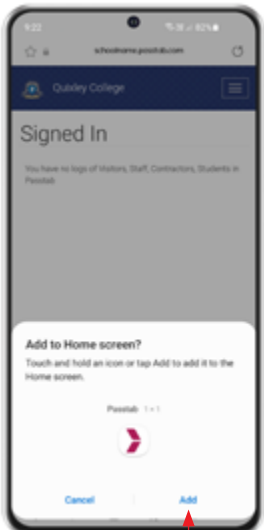 9:22
82%
schoolname.passtab.com
Quixley College
Signed In
You have no logs of Visitors, Staff, Contractors, Students in
Passtab
Add to Home screen?
Touch and hold an icon or tap Add to add it to the
Home screen.
Passtab 1×1
Cancel
Add